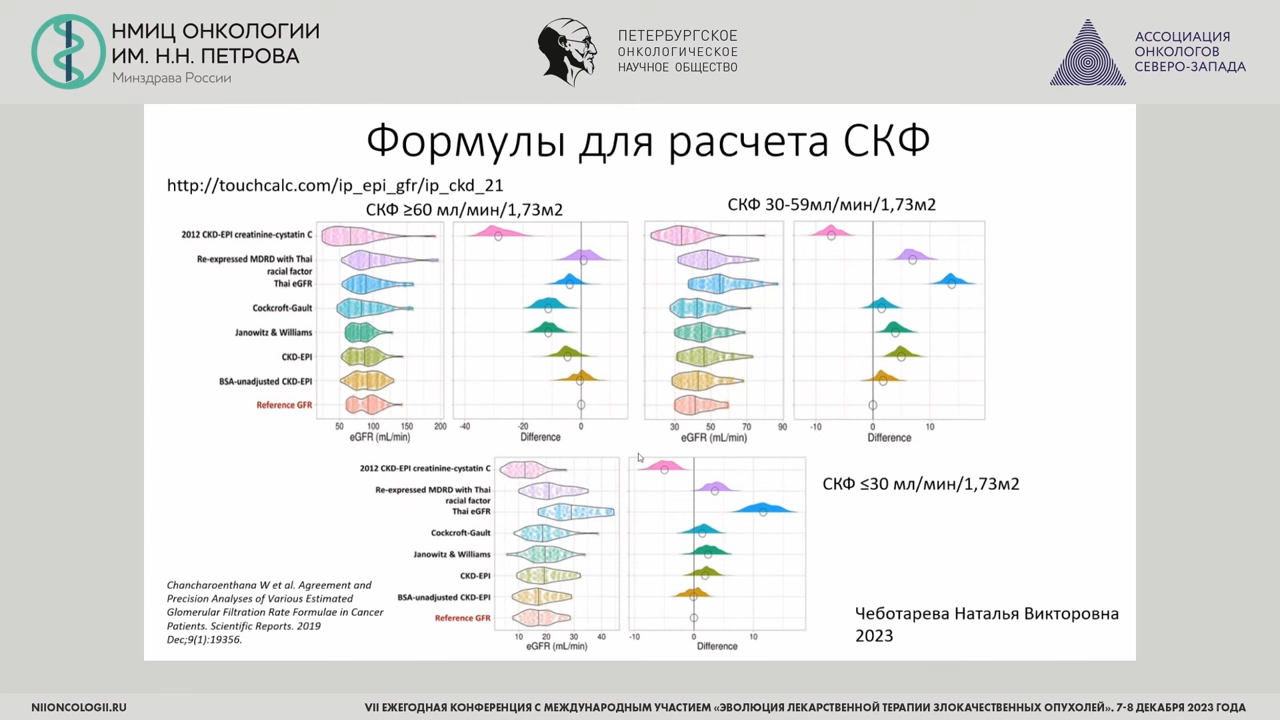 НМИЦ ОНКОЛОГИИ
ИМ. Н.Н. ПЕТРОВА
Минздрава России
ПЕТЕРБУРГСКОЕ
ОНКОЛОГИЧЕСКОЕ
НАУЧНОЕ ОБЩЕСТВО
АССОЦИАЦИЯ
ОНКОЛОГОВ
СЕВЕРО-ЗАПАДА
Формулы для расчета СКФ
http://touchcalc.com/ip_epi_gfr/ip_ckd_21
СКФ ≥60 мл/мин/1,73м2
2012 CKD-EPI creatinine-cystatin C
Re-expressed MDRD with Thai
racial factor
Thai eGFR
Cockcroft-Gault
Janowitz & Williams
CKD-EPI
BSA-unadjusted CKD-EPI
Reference GFR
50 100 150 200
eGFR (mL/min)
-40 -20 0
Difference
СКФ 30-59мл/мин/1,73м2
30 50 70 90
eGFR (mL/min)
-10 0 10
Difference
2012 CKD-EPI creatinine-cystatin C
Re-expressed MDRD with Thai
racial factor
Thai eGFR
Cockcroft-Gault
Janowitz & Williams
CKD-EPI
BSA-unadjusted CKD-EPI
Reference GFR
10 20 30 40
eGFR (mL/min)
-10 0 10
Difference
СКФ ≤30 мл/мин/1,73м2
Chancharoenthana W et al. Agreement and
Precision Analyses of Various Estimated
Glomerular Filtration Rate Formulae in Cancer
Patients. Scientific Reports. 2019
Dec;9(1):19356.
Чеботарева Наталья Викторовна
2023
NIIONCOLOGII.RU
VII ЕЖЕГОДНАЯ КОНФЕРЕНЦИЯ С МЕЖДУНАРОДНЫМ УЧАСТИЕМ «ЭВОЛЮЦИЯ ЛЕКАРСТВЕННОЙ ТЕРАПИИ ЗЛОКАЧЕСТВЕННЫХ ОПУХОЛЕЙ». 7-8 ДЕКАБРЯ 2023 ГОДА